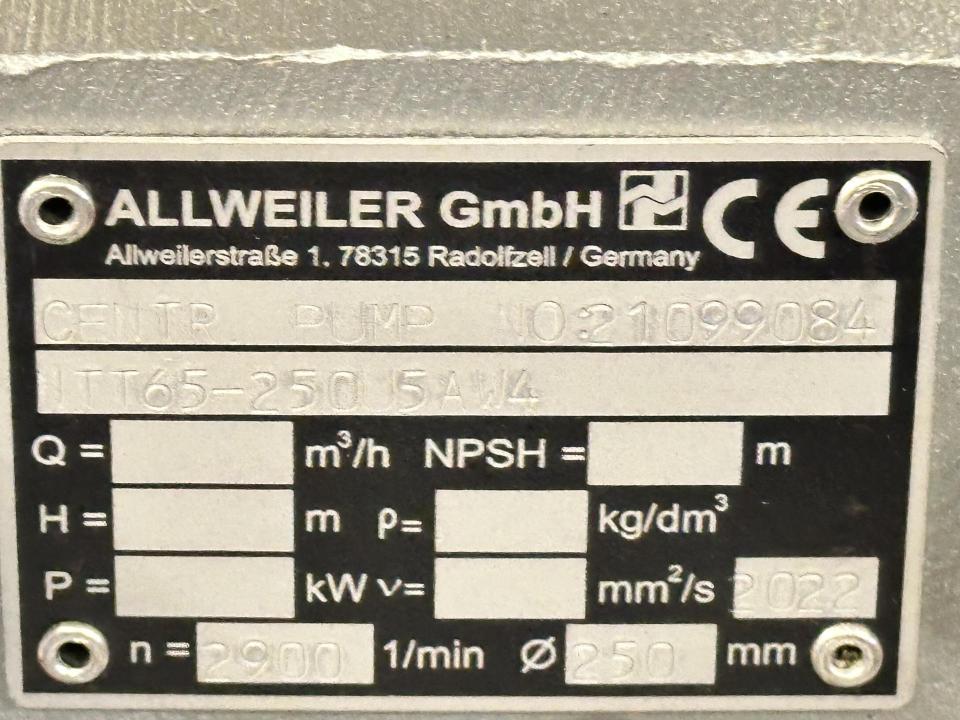 ALLWEILER GmbH CE
Allweilerstraße 1, 78315 Radolfzell / Germany
CENTR PUMP NO:21099084
NTT65-250U5AW4
Q = m³/h NPSH = m
H = m ρ= kg/dm³
P = kW ν= mm²/s 2022
n = 2900 1/min Ø 250 mm